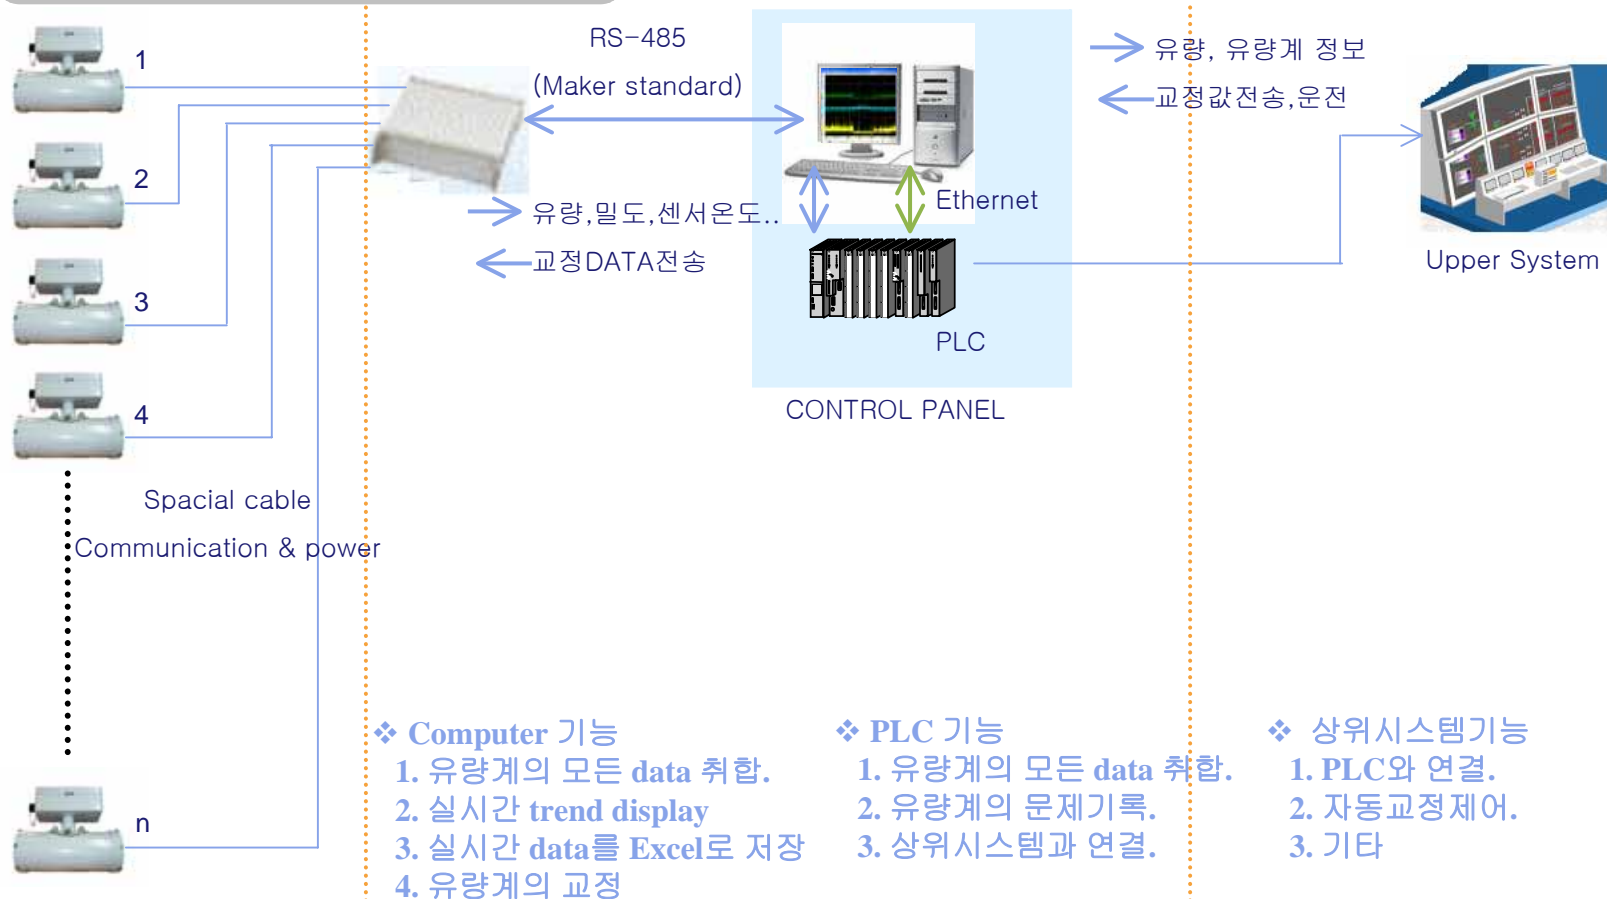 1
2
3
4
n
Spacial cable
Communication & power
RS-485
(Maker standard)
유량,밀도,센서온도..
교정DATA전송
Ethernet
PLC
CONTROL PANEL
유량, 유량계 정보
교정값전송,운전
Upper System
❖ Computer 기능
1. 유량계의 모든 data 취합.
2. 실시간 trend display
3. 실시간 data를 Excel로 저장
4. 유량계의 교정
❖ PLC 기능
1. 유량계의 모든 data 취합.
2. 유량계의 문제기록.
3. 상위시스템과 연결.
❖ 상위시스템기능
1. PLC와 연결.
2. 자동교정제어.
3. 기타